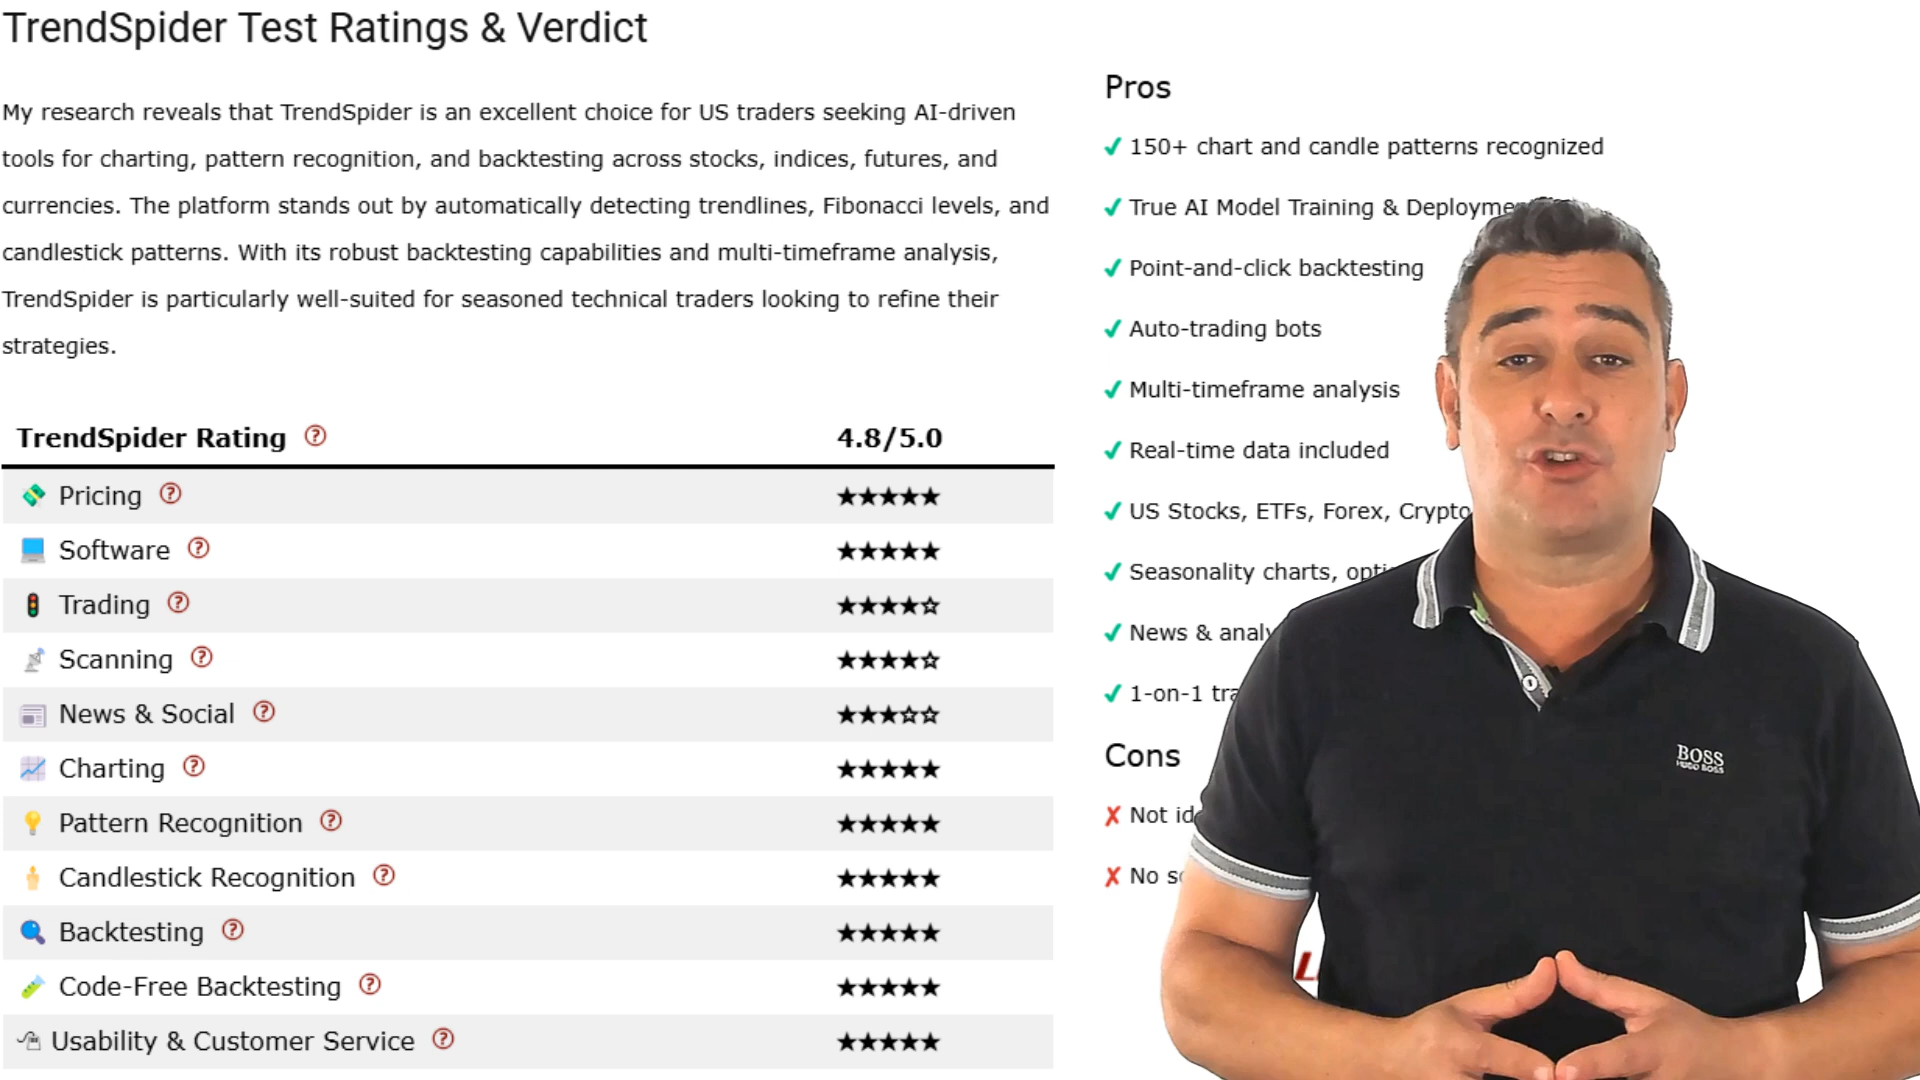 TrendSpider Test Ratings & Verdict
My research reveals that TrendSpider is an excellent choice for US traders seeking AI-driven
tools for charting, pattern recognition, and backtesting across stocks, indices, futures, and
currencies. The platform stands out by automatically detecting trendlines, Fibonacci levels, and
candlestick patterns. With its robust backtesting capabilities and multi-timeframe analysis,
TrendSpider is particularly well-suited for seasoned technical traders looking to refine their
strategies.
TrendSpider Rating ? 4.8/5.0
Pricing ? ★★★★★
Software ? ★★★★★
Trading ? ★★★★☆
Scanning ? ★★★★☆
News & Social ? ★★★☆☆
Charting ? ★★★★★
Pattern Recognition ? ★★★★★
Candlestick Recognition ? ★★★★★
Backtesting ? ★★★★★
Code-Free Backtesting ? ★★★★★
Usability & Customer Service ? ★★★★★
Pros
✔ 150+ chart and candle patterns recognized
✔ True AI Model Training &
✔ Point-and-click backtesting
✔ Auto-trading bots
✔ Multi-timeframe analysis
✔ Real-time data included
✔ US Stocks, ETFs, Forex, Crypto
✔ Seasonality charts,
✔ News &
✔ 1-on-1
Cons
✘ Not
✘ No
BOSS
HUGO BOSS